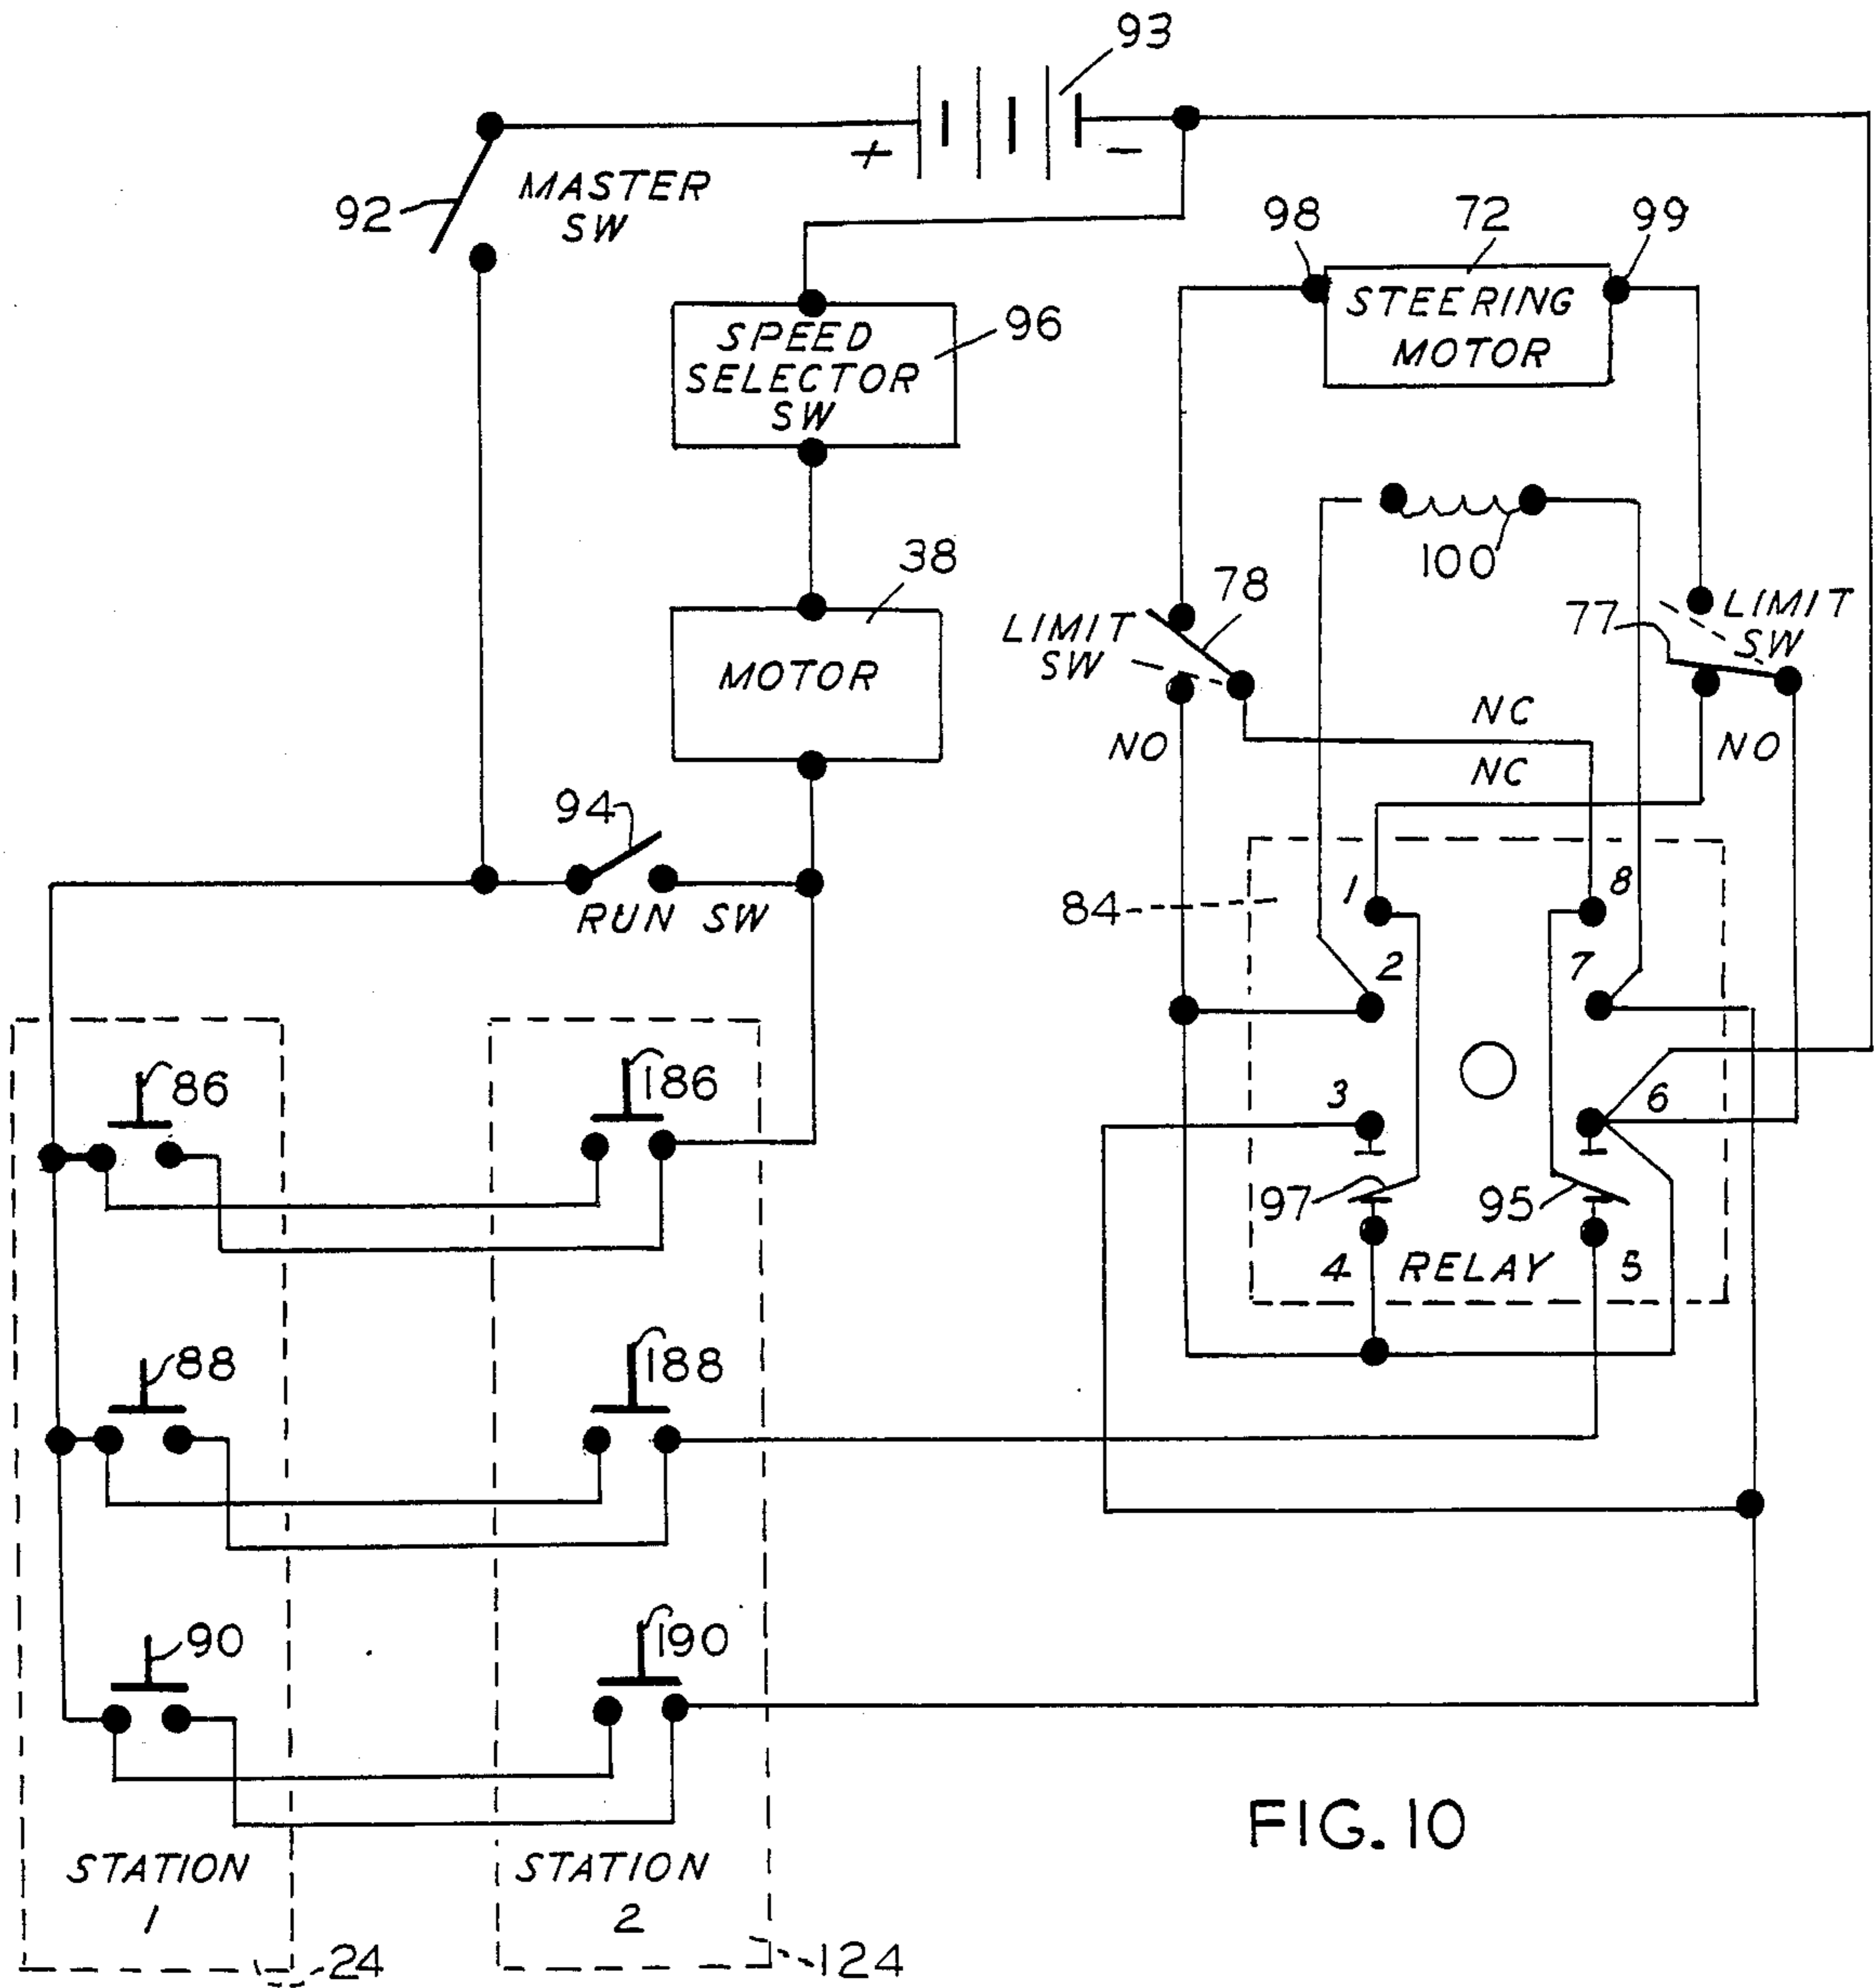 93
+
-
92
MASTER
SW
98
72
99
STEERING
MOTOR
SPEED
SELECTOR
SW
96
100
38
78
LIMIT
SW
77
LIMIT
SW
MOTOR
NC
NO
NC
NO
94
RUN SW
84
1
8
2
7
86
186
3
6
97
95
4
RELAY
5
88
188
90
190
STATION
1
STATION
2
24
124
FIG. 10